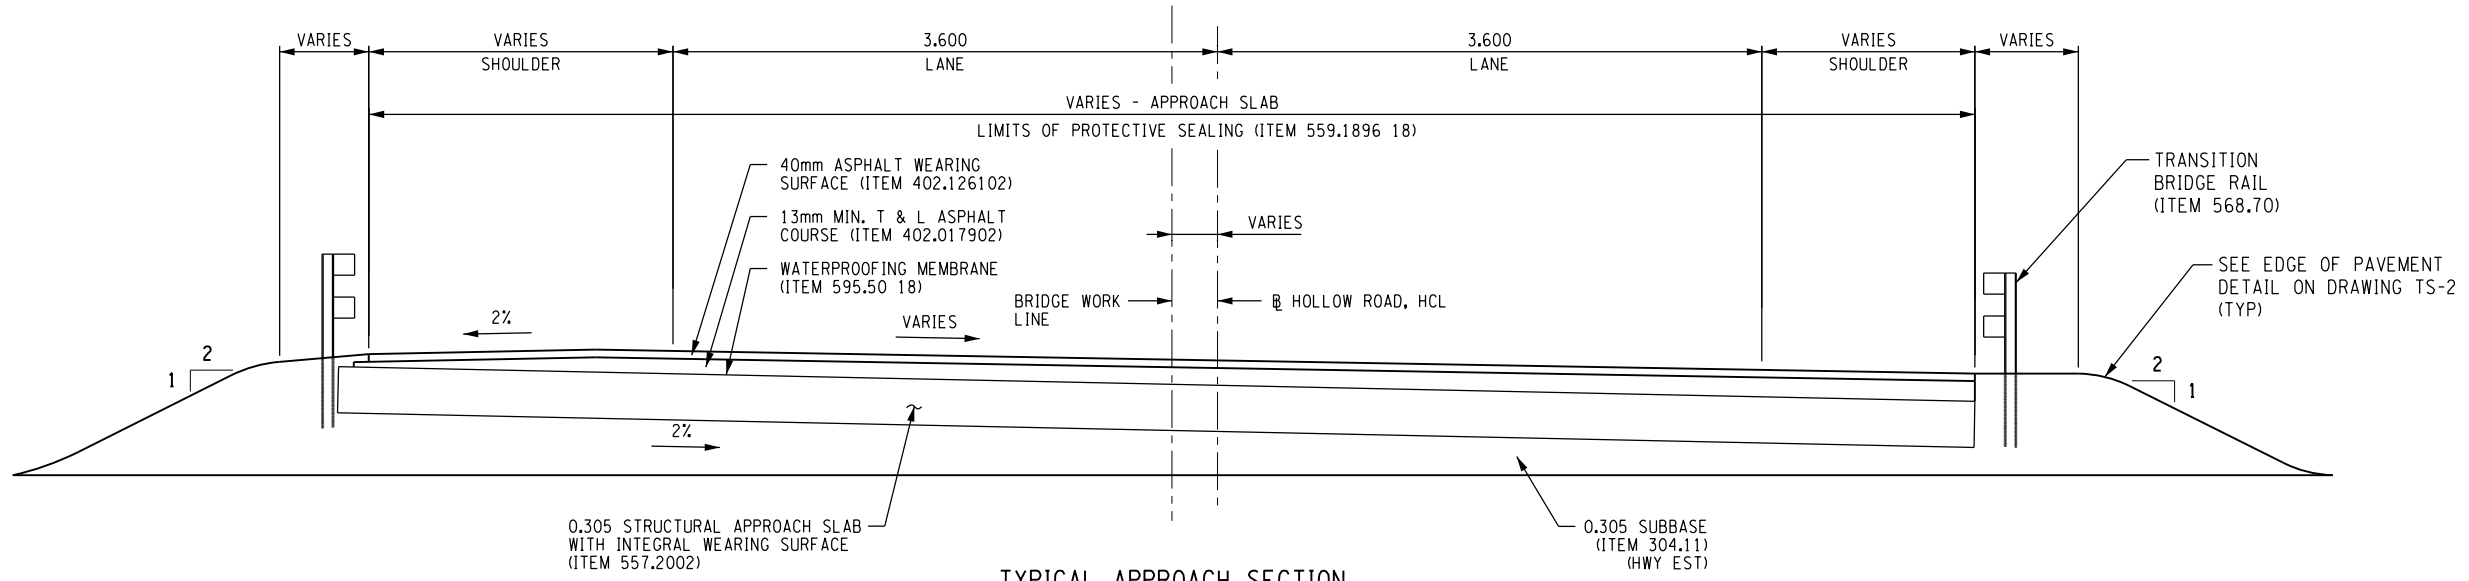 VARIES
VARIES
SHOULDER
3.600
LANE
3.600
LANE
VARIES
SHOULDER
VARIES
VARIES - APPROACH SLAB
LIMITS OF PROTECTIVE SEALING (ITEM 559.1896 18)
40mm ASPHALT WEARING
SURFACE (ITEM 402.126102)
13mm MIN. T & L ASPHALT
COURSE (ITEM 402.017902)
WATERPROOFING MEMBRANE
(ITEM 595.50 18)
VARIES
TRANSITION
BRIDGE RAIL
(ITEM 568.70)
SEE EDGE OF PAVEMENT
DETAIL ON DRAWING TS-2
(TYP)
BRIDGE WORK
LINE
BL HOLLOW ROAD, HCL
2%
VARIES
2
1
2
1
2%
0.305 STRUCTURAL APPROACH SLAB
WITH INTEGRAL WEARING SURFACE
(ITEM 557.2002)
0.305 SUBBASE
(ITEM 304.11)
(HWY EST)
TYPICAL APPROACH SECTION